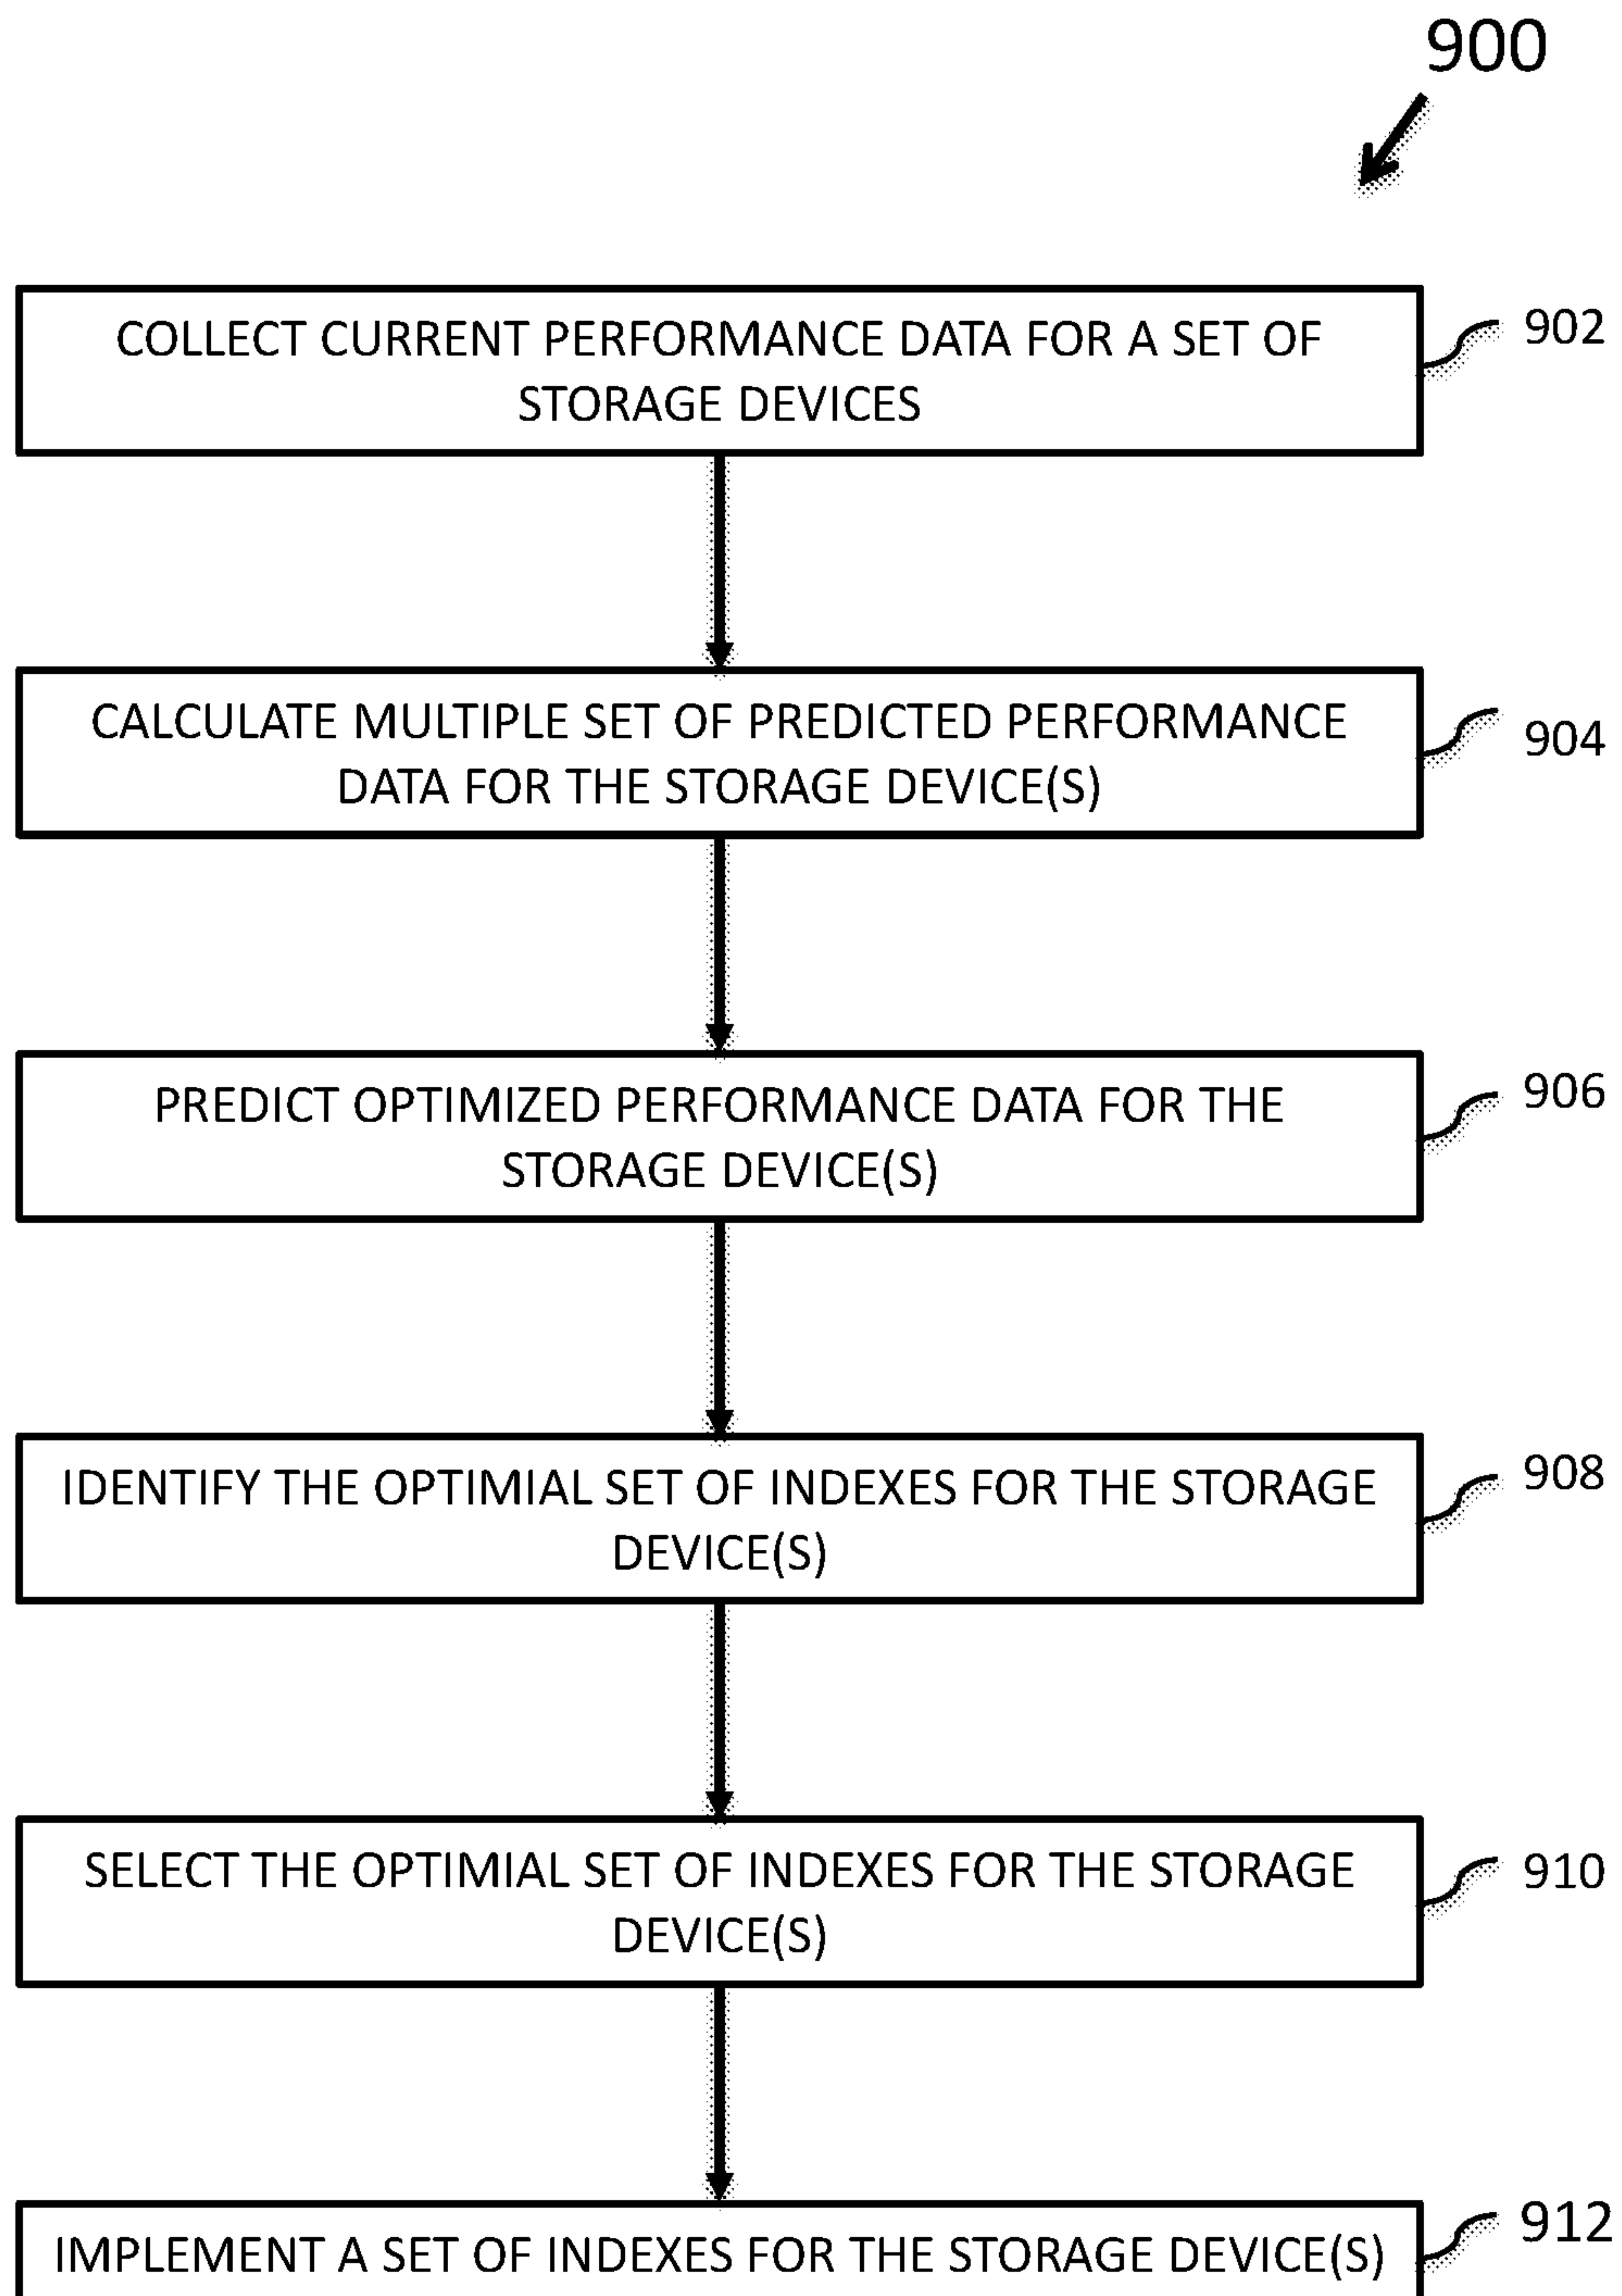 900
COLLECT CURRENT PERFORMANCE DATA FOR A SET OF
STORAGE DEVICES
902
CALCULATE MULTIPLE SET OF PREDICTED PERFORMANCE
DATA FOR THE STORAGE DEVICE(S)
904
PREDICT OPTIMIZED PERFORMANCE DATA FOR THE
STORAGE DEVICE(S)
906
IDENTIFY THE OPTIMIAL SET OF INDEXES FOR THE STORAGE
DEVICE(S)
908
SELECT THE OPTIMIAL SET OF INDEXES FOR THE STORAGE
DEVICE(S)
910
IMPLEMENT A SET OF INDEXES FOR THE STORAGE DEVICE(S)
912